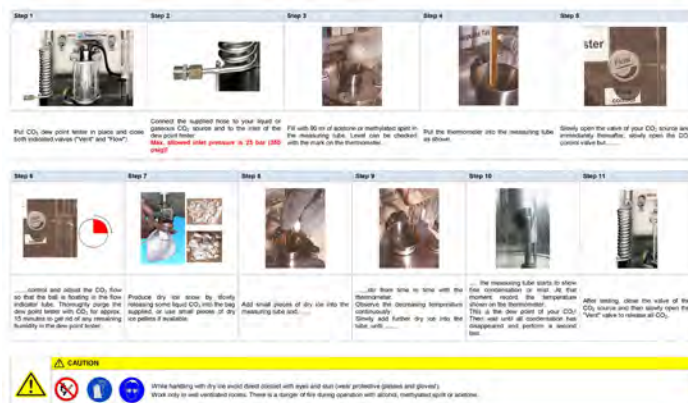 Step 1
Step 2
Step 3
Step 4
Step 5
Put CO₂ dew point tester in place and close
both indicated valves ("Vent" and "Flow").
Connect the supplied hose to your liquid or
gaseous CO₂ source and to the inlet of the
dew point tester
Max. allowed inlet pressure is 25 bar
Fill with 90 ml of acetone or methylated spirit in
the measuring tube. Level can be checked
with the mark on the thermometer.
Put the thermometer into the measuring tube
as shown.
Slowly open the valve of your CO₂ source and
immediately thereafter, slowly open the CO₂
control valve but......
Step 6
Step 7
Step 8
Step 9
Step 10
Step 11
......control and adjust the CO₂ flow
so that the ball is floating in the flow
indicator tube. Thoroughly purge the
dew point tester with CO₂ for approx.
15 minutes to get rid of any remaining
humidity in the dew point tester.
Produce dry ice snow by slowly
releasing some liquid CO₂ into the bag
supplied, or use small pieces of dry
ice pellets if available.
Add small pieces of dry ice into the
measuring tube and......
......stir from time to time with the
thermometer.
Observe the decreasing temperature
continuously
Slowly add further dry ice into the
tube until ......
... the measuring tube starts to show
fine condensation or mist. At that
moment record the temperature
shown on the thermometer.
This is the dew point of your CO₂!
Then wait until all condensation has
disappeared and perform a second
test.
After testing, close the valve of the
CO₂ source and then slowly open the
"Vent" valve to release all CO₂.
CAUTION
While handling with dry ice avoid direct contact with eyes and skin (wear protective glasses and gloves!).
Work only in well ventilated rooms. There is a danger of fire during operation with alcohol, methylated spirit or acetone.